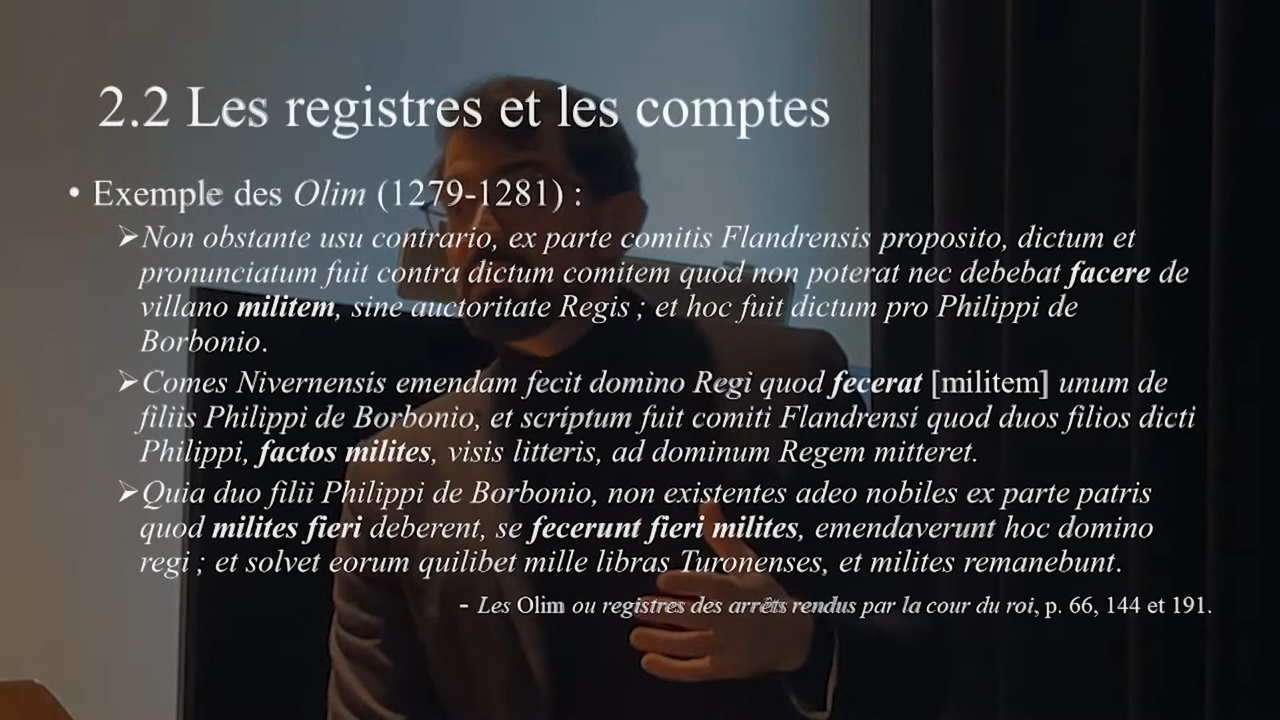 2.2 Les registres et les comptes
• Exemple des Olim (1279-1281) :
➢Non obstante usu contrario, ex parte comitis Flandrensis proposito, dictum et
pronunciatum fuit contra dictum comitem quod non poterat nec debebat facere de
villano militem, sine auctoritate Regis ; et hoc fuit dictum pro Philippi de
Borbonio.
➢Comes Nivernensis emendam fecit domino Regi quod fecerat [militem] unum de
filiis Philippi de Borbonio, et scriptum fuit comiti Flandrensi quod duos filios dicti
Philippi, factos milites, visis litteris, ad dominum Regem mitteret.
➢Quia duo filii Philippi de Borbonio, non existentes adeo nobiles ex parte patris
quod milites fieri deberent, se fecerunt fieri milites, emendaverunt hoc domino
regi ; et solvet eorum quilibet mille libras Turonenses, et milites remanebunt.
- Les Olim ou registres des arrêts rendus par la cour du roi, p. 66, 144 et 191.